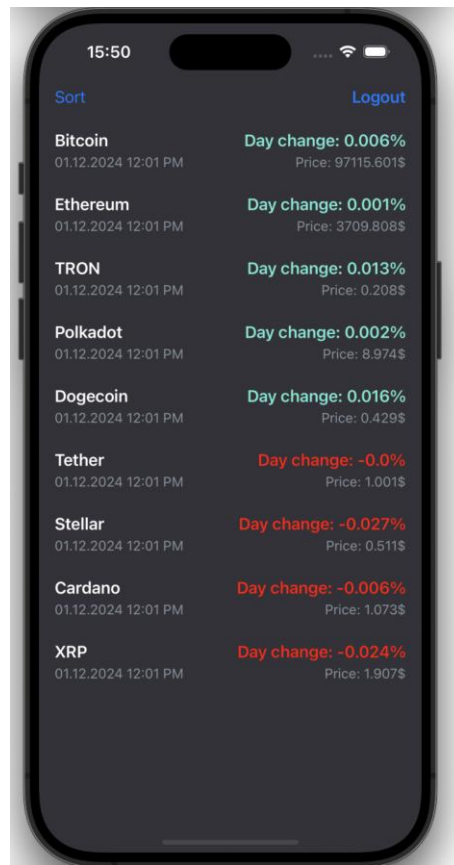 15:50
Sort Logout
Bitcoin Day change: 0.006%
01.12.2024 12:01 PM Price: 97115.601$
Ethereum Day change: 0.001%
01.12.2024 12:01 PM Price: 3709.808$
TRON Day change: 0.013%
01.12.2024 12:01 PM Price: 0.208$
Polkadot Day change: 0.002%
01.12.2024 12:01 PM Price: 8.974$
Dogecoin Day change: 0.016%
01.12.2024 12:01 PM Price: 0.429$
Tether Day change: -0.0%
01.12.2024 12:01 PM Price: 1.001$
Stellar Day change: -0.027%
01.12.2024 12:01 PM Price: 0.511$
Cardano Day change: -0.006%
01.12.2024 12:01 PM Price: 1.073$
XRP Day change: -0.024%
01.12.2024 12:01 PM Price: 1.907$